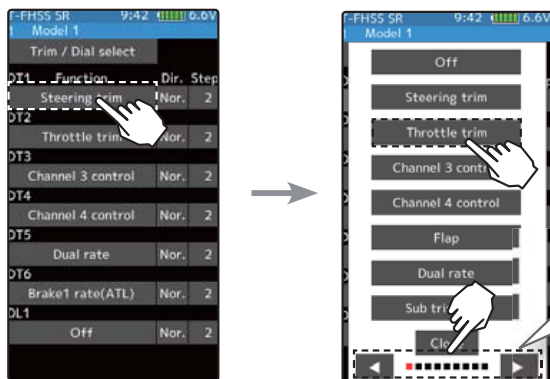 T-FHSS SR 9:42 6.6V
1 Model 1
Trim / Dial select
DT1 Function Dir. Step
Steering trim Nor. 2
DT2
Throttle trim Nor. 2
DT3
Channel 3 control Nor. 2
DT4
Channel 4 control Nor. 2
DT5
Dual rate Nor. 2
DT6
Brake1 rate(ATL) Nor. 2
DL1
Off Nor. 2
T-FHSS SR 9:42 6.6V
1 Model 1
Off
Steering trim
Throttle trim
Channel 3 control
Channel 4 control
Flap
Dual rate
Sub trim
Close